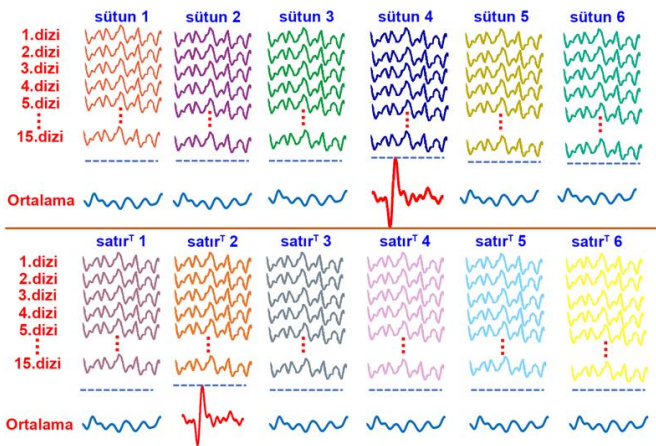 sütun 1 sütun 2 sütun 3 sütun 4 sütun 5 sütun 6
1.dizi
2.dizi
3.dizi
4.dizi
5.dizi
15.dizi
Ortalama
satırᵀ 1 satırᵀ 2 satırᵀ 3 satırᵀ 4 satırᵀ 5 satırᵀ 6
1.dizi
2.dizi
3.dizi
4.dizi
5.dizi
15.dizi
Ortalama